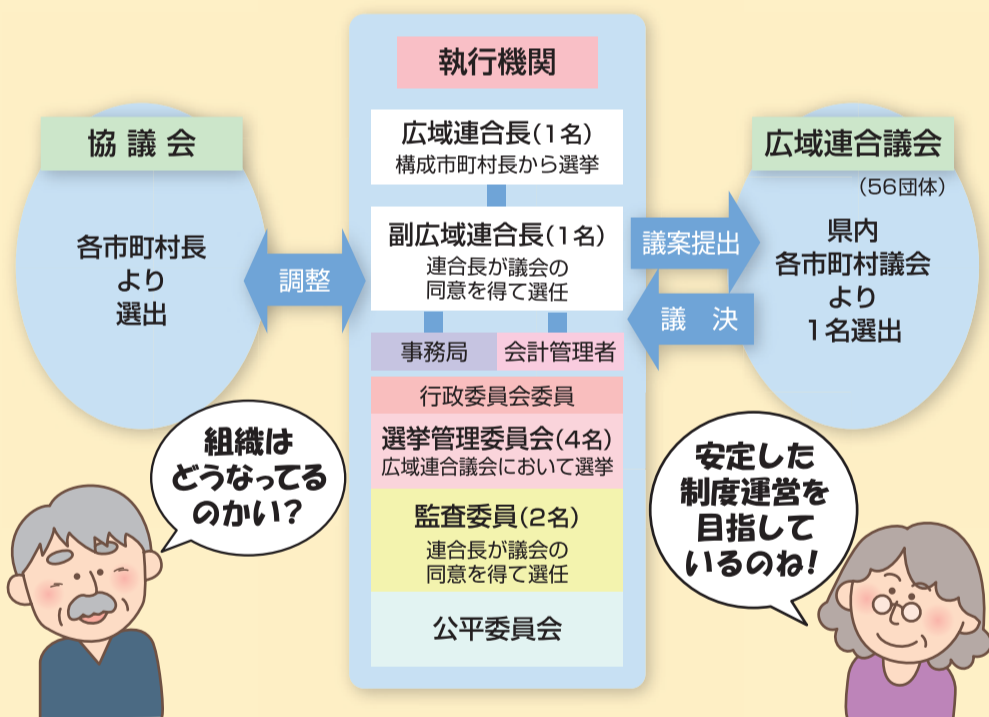 執行機関
広域連合長(1名)
構成市町村長から選挙
副広域連合長(1名)
連合長が議会の
同意を得て選任
事務局
会計管理者
行政委員会委員
選挙管理委員会(4名)
広域連合議会において選挙
監査委員(2名)
連合長が議会の
同意を得て選任
公平委員会
協議会
各市町村長
より
選出
調整
議案提出
議 決
広域連合議会
(56団体)
県内
各市町村議会
より
1名選出
組織は
どうなってる
のかい?
安定した
制度運営を
目指して
いるのね!